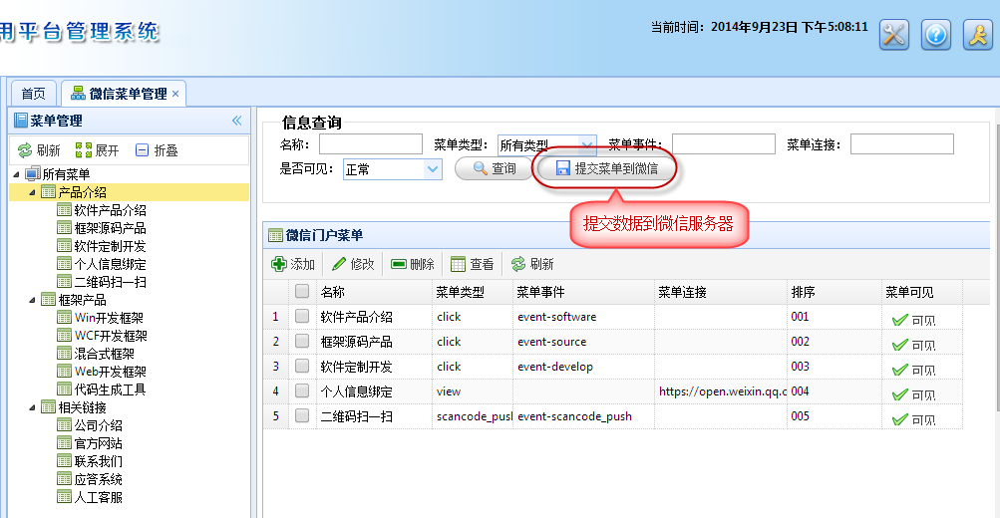 用平台管理系统
当前时间：2014年9月23日 下午5:08:11
首页
微信菜单管理
菜单管理
刷新 展开 折叠
所有菜单
产品介绍
软件产品介绍
框架源码产品
软件定制开发
个人信息绑定
二维码扫一扫
框架产品
Win开发框架
WCF开发框架
混合式框架
Web开发框架
代码生成工具
相关链接
公司介绍
官方网站
联系我们
应答系统
人工客服
信息查询
名称： 菜单类型： 所有类型 菜单事件： 菜单连接：
是否可见： 正常 查询 提交菜单到微信
提交数据到微信服务器
微信门户菜单
添加 修改 删除 查看 刷新
名称 菜单类型 菜单事件 菜单连接 排序 菜单可见
1 软件产品介绍 click event-software 001 可见
2 框架源码产品 click event-source 002 可见
3 软件定制开发 click event-develop 003 可见
4 个人信息绑定 view https://open.weixin.qq.c 004 可见
5 二维码扫一扫 scancode_pusl event-scancode_push 005 可见